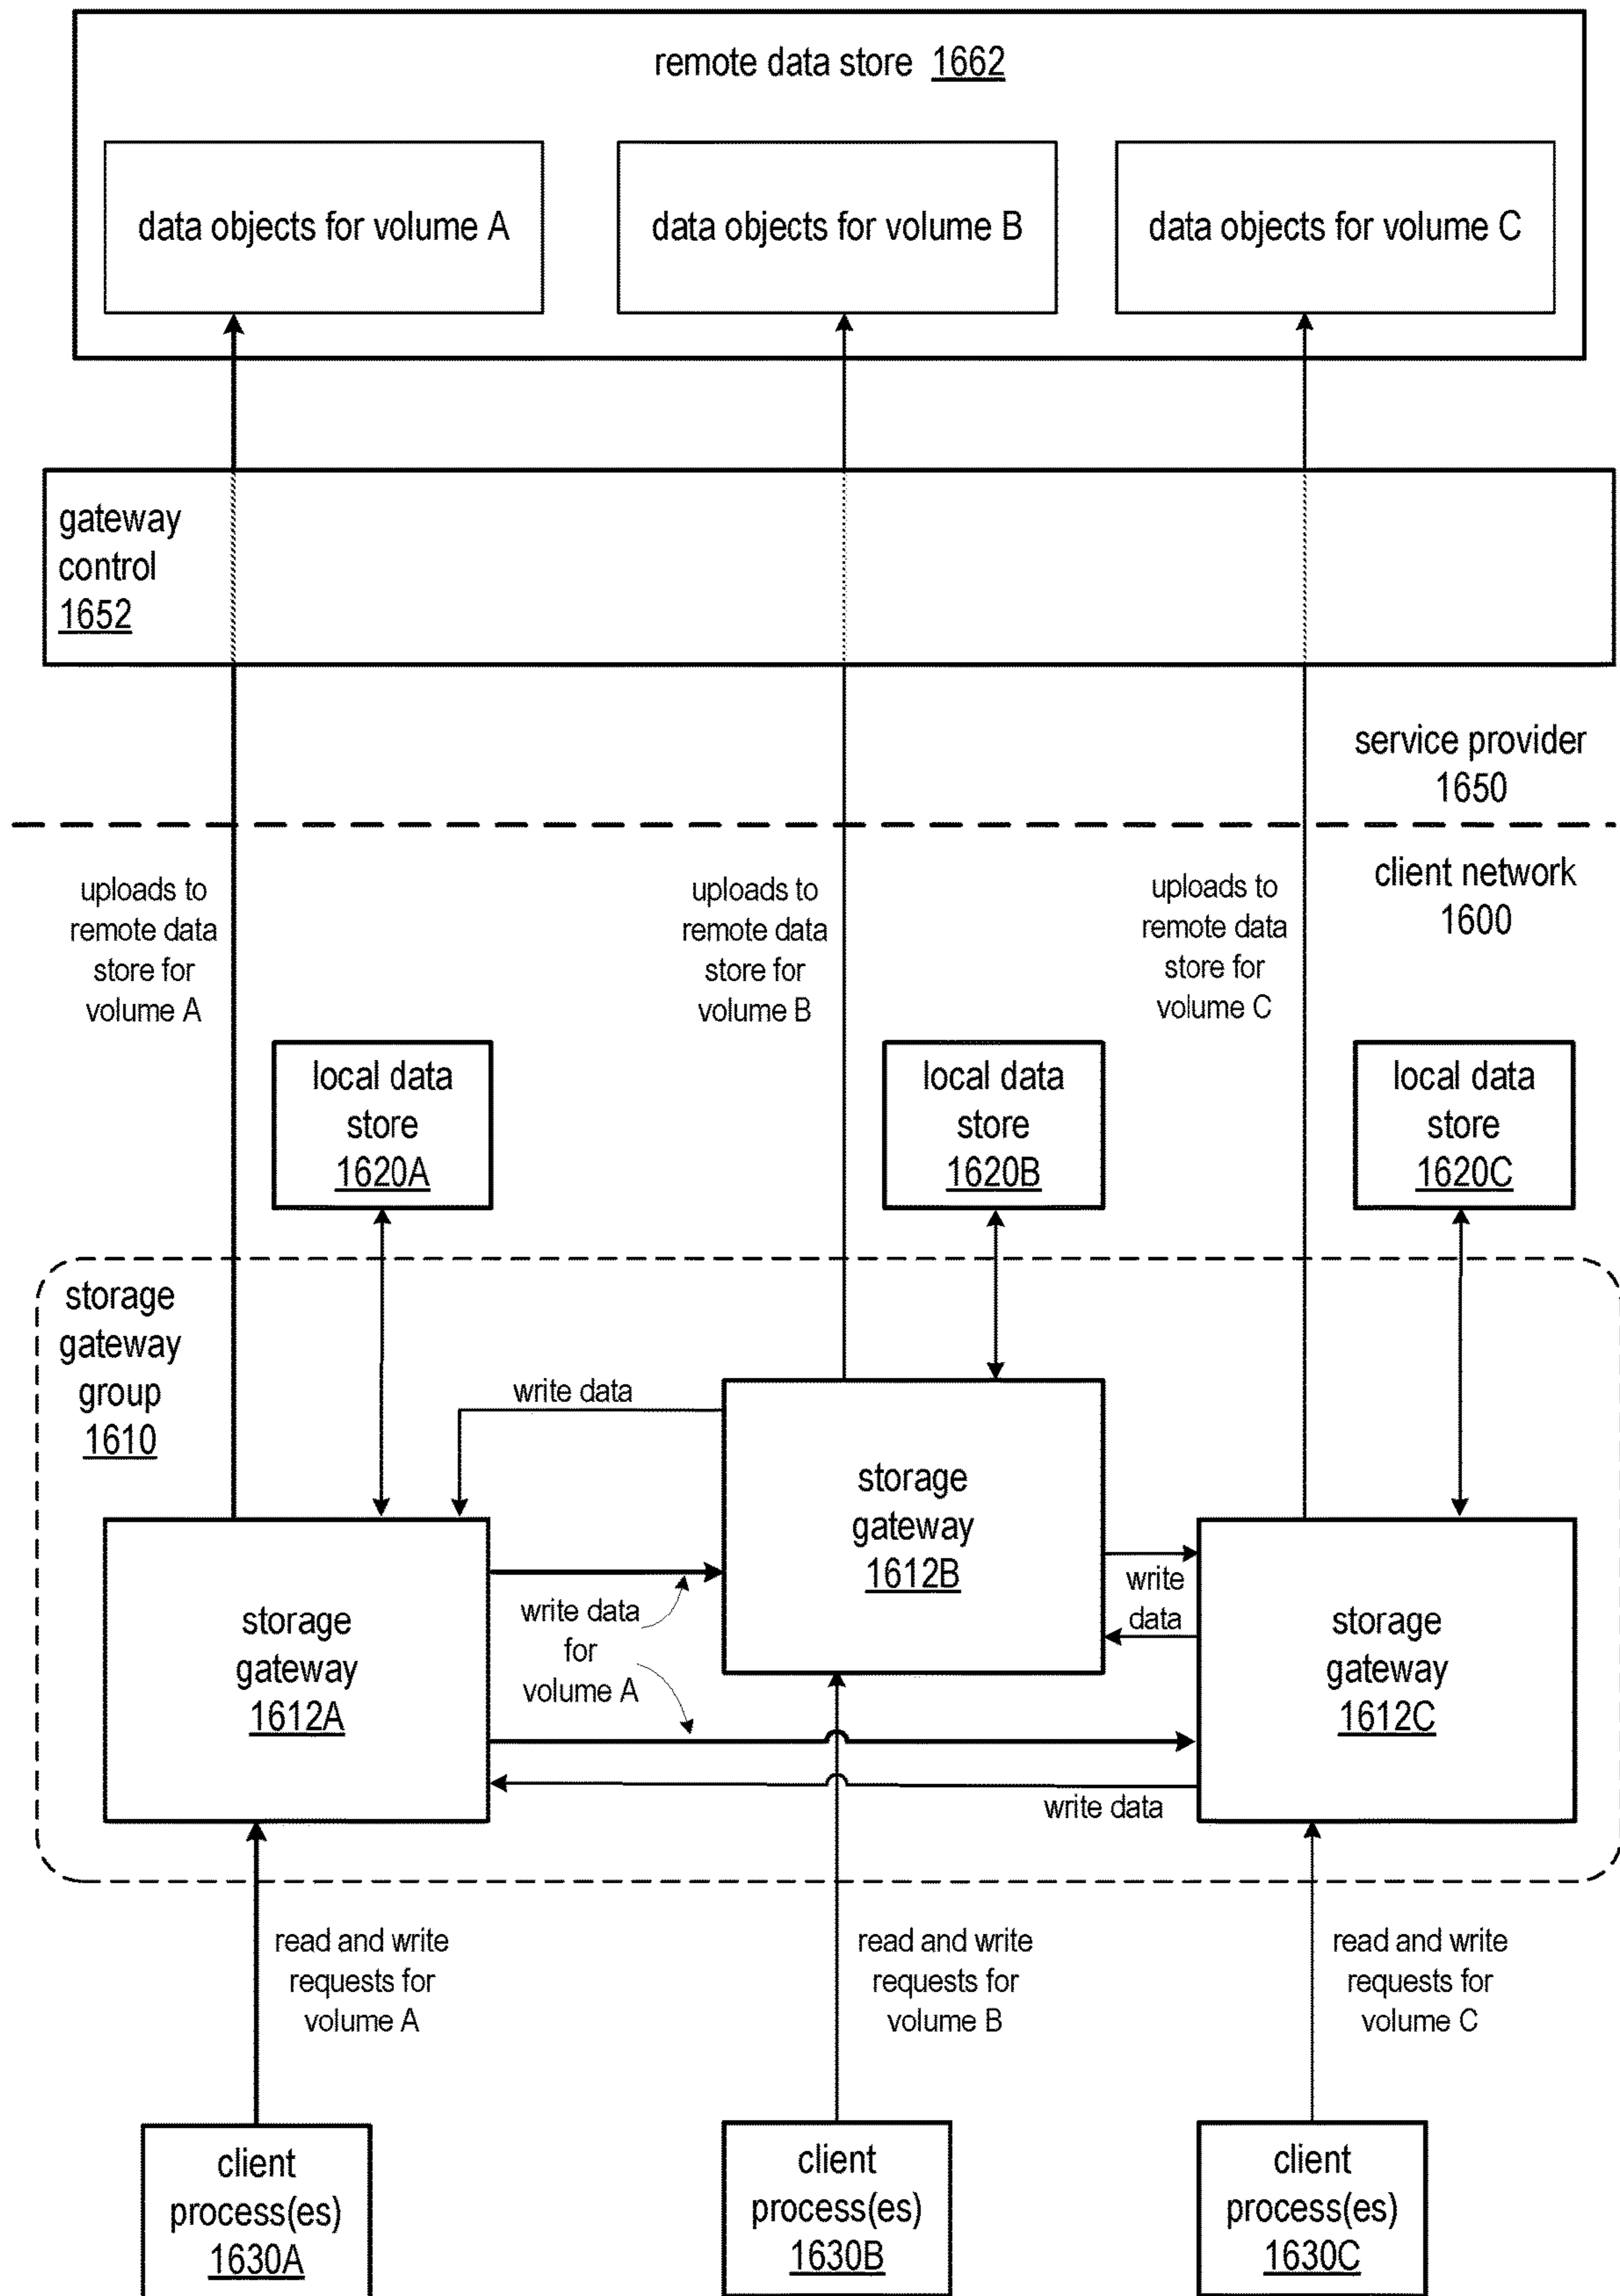 remote data store 1662
data objects for volume A
data objects for volume B
data objects for volume C
gateway
control
1652
service provider
1650
client network
1600
uploads to
remote data
store for
volume A
uploads to
remote data
store for
volume B
uploads to
remote data
store for
volume C
local data
store
1620A
local data
store
1620B
local data
store
1620C
storage
gateway
group
1610
write data
storage
gateway
1612B
write
data
write data
for
volume A
storage
gateway
1612A
storage
gateway
1612C
write data
read and write
requests for
volume A
read and write
requests for
volume B
read and write
requests for
volume C
client
process(es)
1630A
client
process(es)
1630B
client
process(es)
1630C